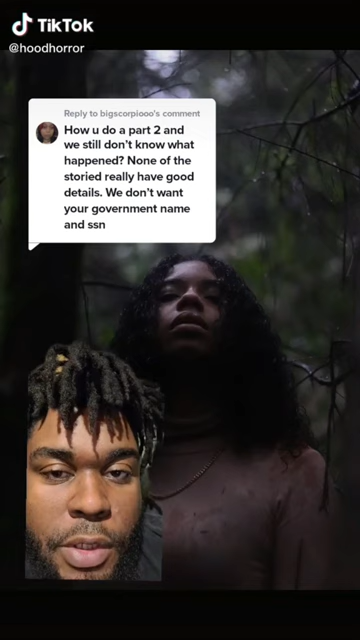 TikTok
@hoodhorror
Reply to bigscorpiooo's comment
How u do a part 2 and
we still don't know what
happened? None of the
storied really have good
details. We don't want
your government name
and ssn